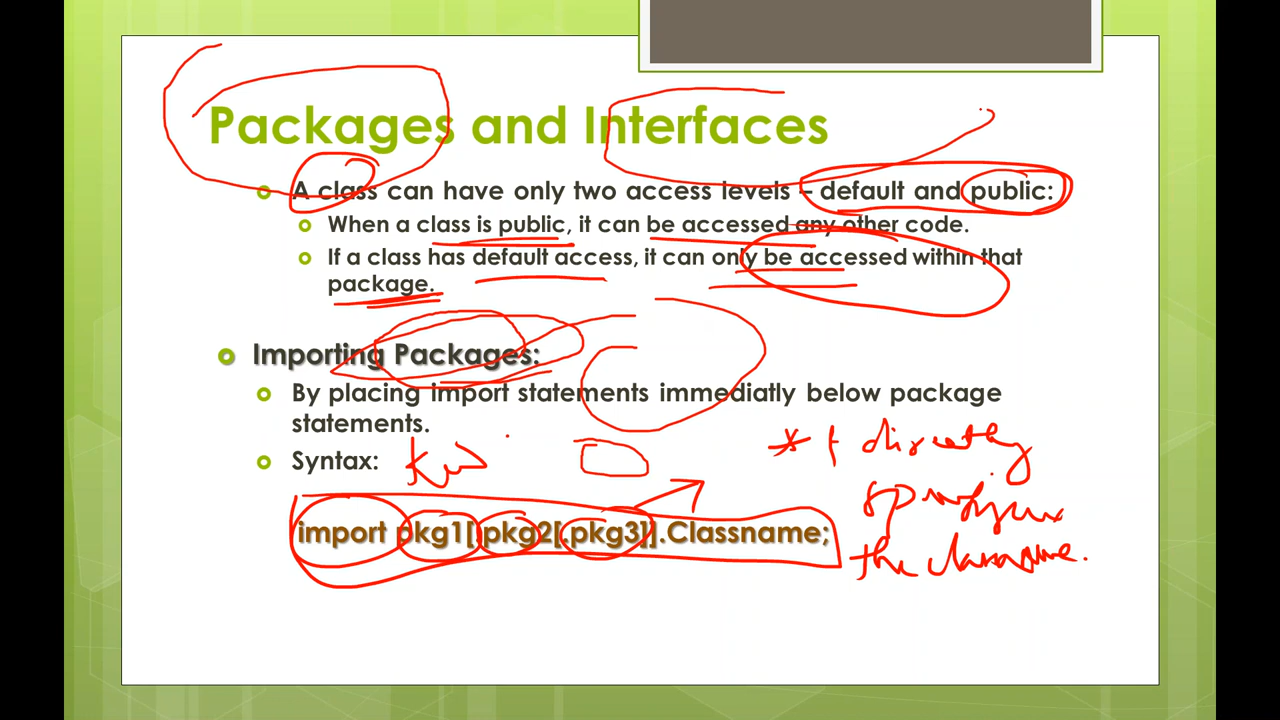 Packages and Interfaces
A class can have only two access levels – default and public:
When a class is public, it can be accessed any other code.
If a class has default access, it can only be accessed within that
package.
Importing Packages:
By placing import statements immediatly below package
statements.
Syntax:
* directly
the classname.
import pkg1[.pkg2[.pkg3]].Classname;